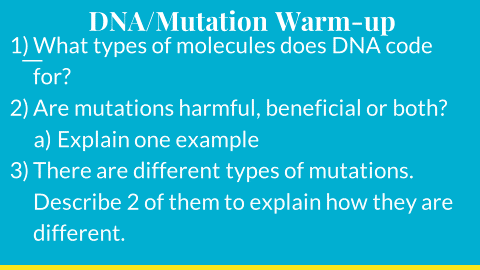 DNA/Mutation Warm-up
1) What types of molecules does DNA code
for?
2) Are mutations harmful, beneficial or both?
a) Explain one example
3) There are different types of mutations.
Describe 2 of them to explain how they are
different.